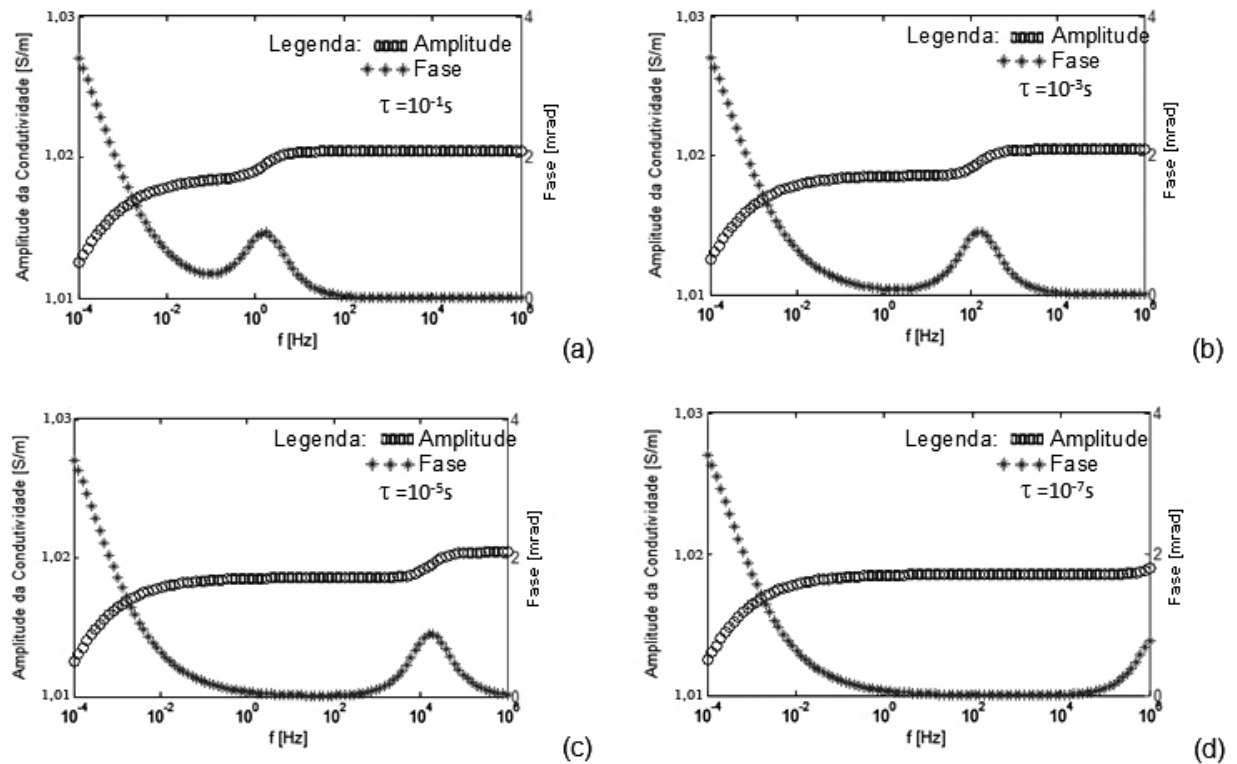 1,03
1,02
1,01
Amplitude da Condutividade [S/m]
Legenda: Amplitude
Fase
τ =10⁻¹s
4
2
0
Fase [mrad]
10⁻⁴ 10⁻² 10⁰ 10² 10⁴ 10⁶
f [Hz]
(a)
1,03
1,02
1,01
Amplitude da Condutividade [S/m]
Legenda: Amplitude
Fase
τ =10⁻³s
4
2
0
Fase [mrad]
10⁻⁴ 10⁻² 10⁰ 10² 10⁴ 10⁶
f [Hz]
(b)
1,03
1,02
1,01
Amplitude da Condutividade [S/m]
Legenda: Amplitude
Fase
τ =10⁻⁵s
4
2
0
Fase [mrad]
10⁻⁴ 10⁻² 10⁰ 10² 10⁴ 10⁶
f [Hz]
(c)
1,03
1,02
1,01
Amplitude da Condutividade [S/m]
Legenda: Amplitude
Fase
τ =10⁻⁷s
4
2
0
Fase [mrad]
10⁻⁴ 10⁻² 10⁰ 10² 10⁴ 10⁶
f [Hz]
(d)